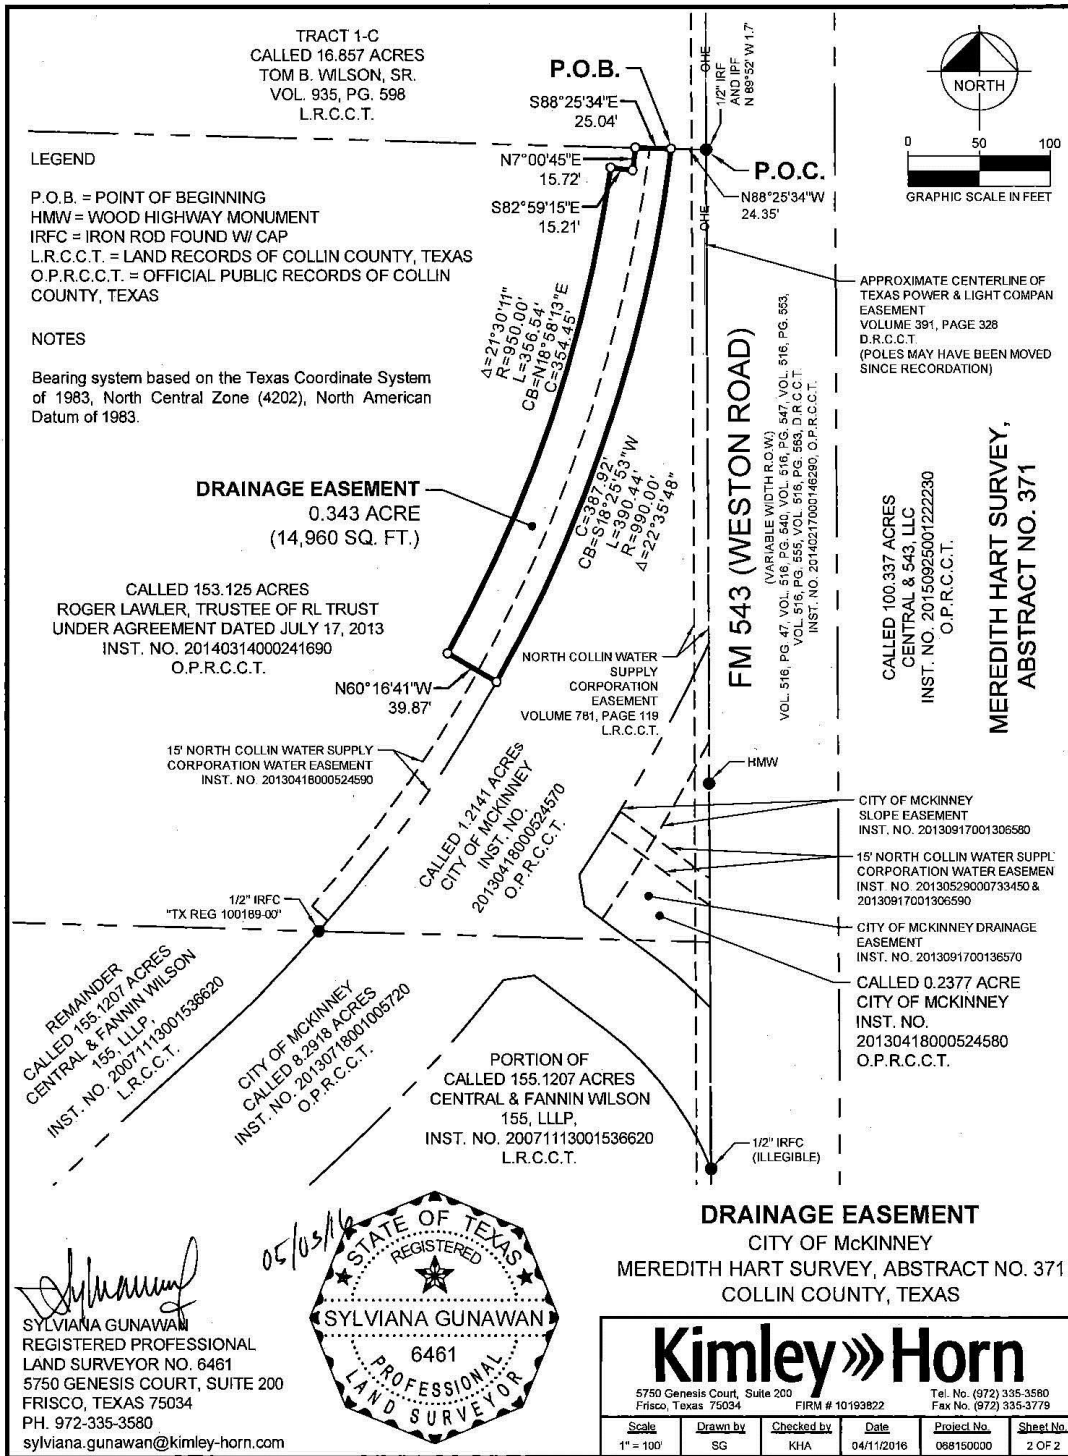 TRACT 1-C
CALLED 16.857 ACRES
TOM B. WILSON, SR.
VOL. 935, PG. 598
L.R.C.C.T.
P.O.B.
S88°25'34"E
25.04'
N7°00'45"E
15.72'
S82°59'15"E
15.21'
OHE
1/2" IRF
AND IPF
N 89°52' W 1.7'
P.O.C.
N88°25'34"W
24.35'
OHE
NORTH
0 50 100
GRAPHIC SCALE IN FEET
LEGEND
P.O.B. = POINT OF BEGINNING
HMW = WOOD HIGHWAY MONUMENT
IRFC = IRON ROD FOUND W/ CAP
L.R.C.C.T. = LAND RECORDS OF COLLIN COUNTY, TEXAS
O.P.R.C.C.T. = OFFICIAL PUBLIC RECORDS OF COLLIN
COUNTY, TEXAS
NOTES
Bearing system based on the Texas Coordinate System
of 1983, North Central Zone (4202), North American
Datum of 1983.
APPROXIMATE CENTERLINE OF
TEXAS POWER & LIGHT COMPAN
EASEMENT
VOLUME 391, PAGE 328
D.R.C.C.T.
(POLES MAY HAVE BEEN MOVED
SINCE RECORDATION)
Δ=21°30'11"
R=950.00'
L=356.54'
CB=N18°58'13"E
C=354.45'
C=387.92'
CB=S18°25'53"W
L=390.44'
R=990.00'
Δ=22°35'48"
DRAINAGE EASEMENT
0.343 ACRE
(14,960 SQ. FT.)
CALLED 153.125 ACRES
ROGER LAWLER, TRUSTEE OF RL TRUST
UNDER AGREEMENT DATED JULY 17, 2013
INST. NO. 20140314000241690
O.P.R.C.C.T.
N60°16'41"W
39.87'
15' NORTH COLLIN WATER SUPPLY
CORPORATION WATER EASEMENT
INST. NO. 20130418000524590
FM 543 (WESTON ROAD)
(VARIABLE WIDTH R.O.W.)
VOL. 516, PG. 47, VOL. 516, PG. 540, VOL. 516, PG. 547, VOL. 516, PG. 553,
VOL. 516, PG. 555, VOL. 516, PG. 563, D.R.C.C.T.
INST. NO. 20140217000146290, O.P.R.C.C.T.
CALLED 100.337 ACRES
CENTRAL & 543, LLC
INST. NO. 20150925001222230
O.P.R.C.C.T.
MEREDITH HART SURVEY,
ABSTRACT NO. 371
NORTH COLLIN WATER
SUPPLY
CORPORATION
EASEMENT
VOLUME 781, PAGE 119
L.R.C.C.T.
HMW
CALLED 1.2141 ACRES
CITY OF MCKINNEY
INST. NO.
20130418000524570
O.P.R.C.C.T.
CITY OF MCKINNEY
SLOPE EASEMENT
INST. NO. 20130917001306580
15' NORTH COLLIN WATER SUPPL
CORPORATION WATER EASEMEN
INST. NO. 20130529000733450 &
20130917001306590
CITY OF MCKINNEY DRAINAGE
EASEMENT
INST. NO. 2013091700136570
CALLED 0.2377 ACRE
CITY OF MCKINNEY
INST. NO.
20130418000524580
O.P.R.C.C.T.
1/2" IRFC
"TX REG 100189-00"
REMAINDER
CALLED 155.1207 ACRES
CENTRAL & FANNIN WILSON
155, LLLP,
INST. NO. 20071113001536620
L.R.C.C.T.
CITY OF MCKINNEY
CALLED 8.2918 ACRES
INST. NO. 20130718001005720
O.P.R.C.C.T.
PORTION OF
CALLED 155.1207 ACRES
CENTRAL & FANNIN WILSON
155, LLLP,
INST. NO. 20071113001536620
L.R.C.C.T.
1/2" IRFC
(ILLEGIBLE)
05/03/16
STATE OF TEXAS
REGISTERED
SYLVIANA GUNAWAN
6461
PROFESSIONAL
LAND SURVEYOR
SYLVIANA GUNAWAN
REGISTERED PROFESSIONAL
LAND SURVEYOR NO. 6461
5750 GENESIS COURT, SUITE 200
FRISCO, TEXAS 75034
PH. 972-335-3580
sylviana.gunawan@kimley-horn.com
DRAINAGE EASEMENT
CITY OF McKINNEY
MEREDITH HART SURVEY, ABSTRACT NO. 371
COLLIN COUNTY, TEXAS
Kimley»Horn
5750 Genesis Court, Suite 200
Frisco, Texas 75034 FIRM # 10193822
Tel. No. (972) 335-3580
Fax No. (972) 335-3779
Scale Drawn by Checked by Date Project No. Sheet No.
1" = 100' SG KHA 04/11/2016 068160000 2 OF 2